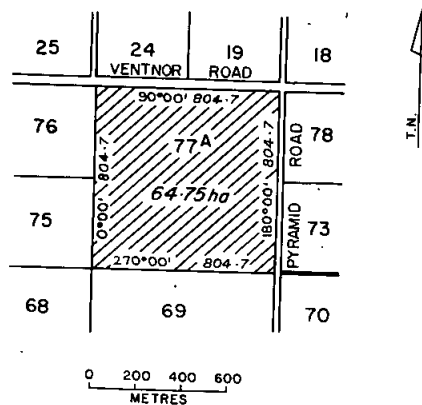 25 24 19 18
VENTNOR ROAD
90°00' 804·7
76 77A 78
804·7
804·7
ROAD
64·75 ha
75 73
0°00'
180°00'
PYRAMID
270°00' 804·7
68 69 70
T.N.
0 200 400 600
METRES